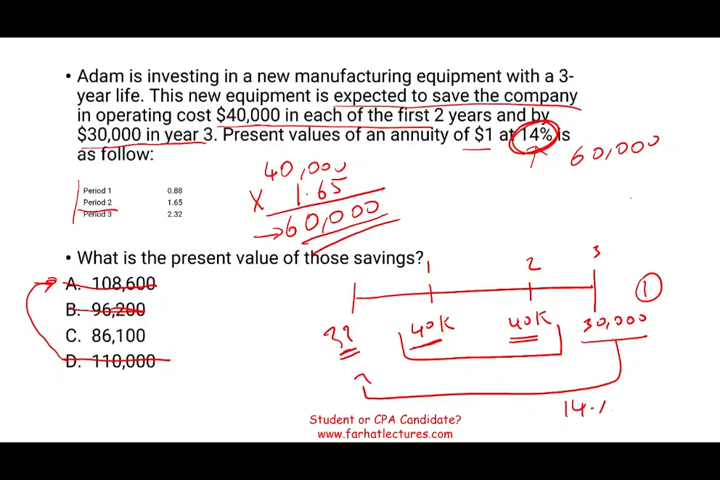 • Adam is investing in a new manufacturing equipment with a 3-
year life. This new equipment is expected to save the company
in operating cost $40,000 in each of the first 2 years and by
$30,000 in year 3. Present values of an annuity of $1 at 14% is
as follow:
60,000
40,000
Period 1 0.88
Period 2 1.65
Period 3 2.32
X 1.65
60,000
• What is the present value of those savings?
A. 108,600
B. 96,200
C. 86,100
D. 110,000
1 2 3
1
?? 40K 40K 30,000
?
14.
Student or CPA Candidate?
www.farhatlectures.com